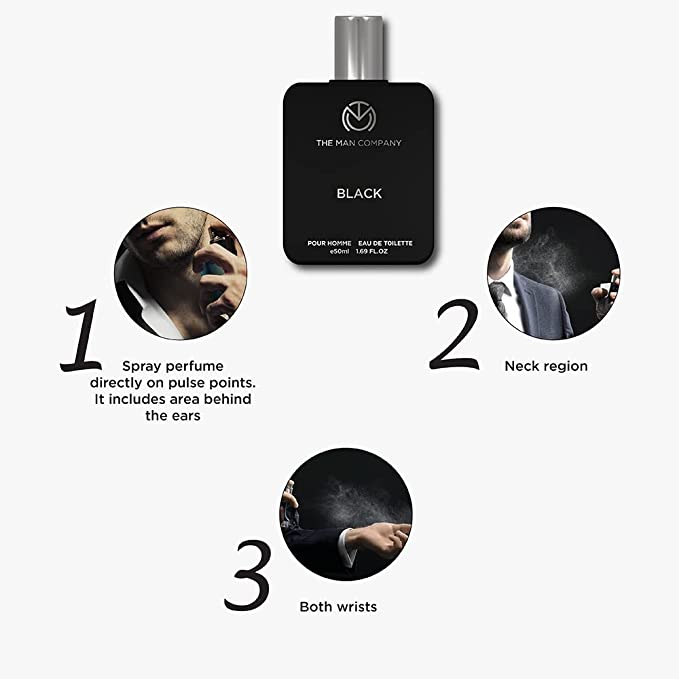 THE MAN COMPANY
BLACK
POUR HOMME EAU DE TOILETTE
e50ml 1.69 FL.OZ
1
Spray perfume
directly on pulse points.
It includes area behind
the ears
2
Neck region
3
Both wrists